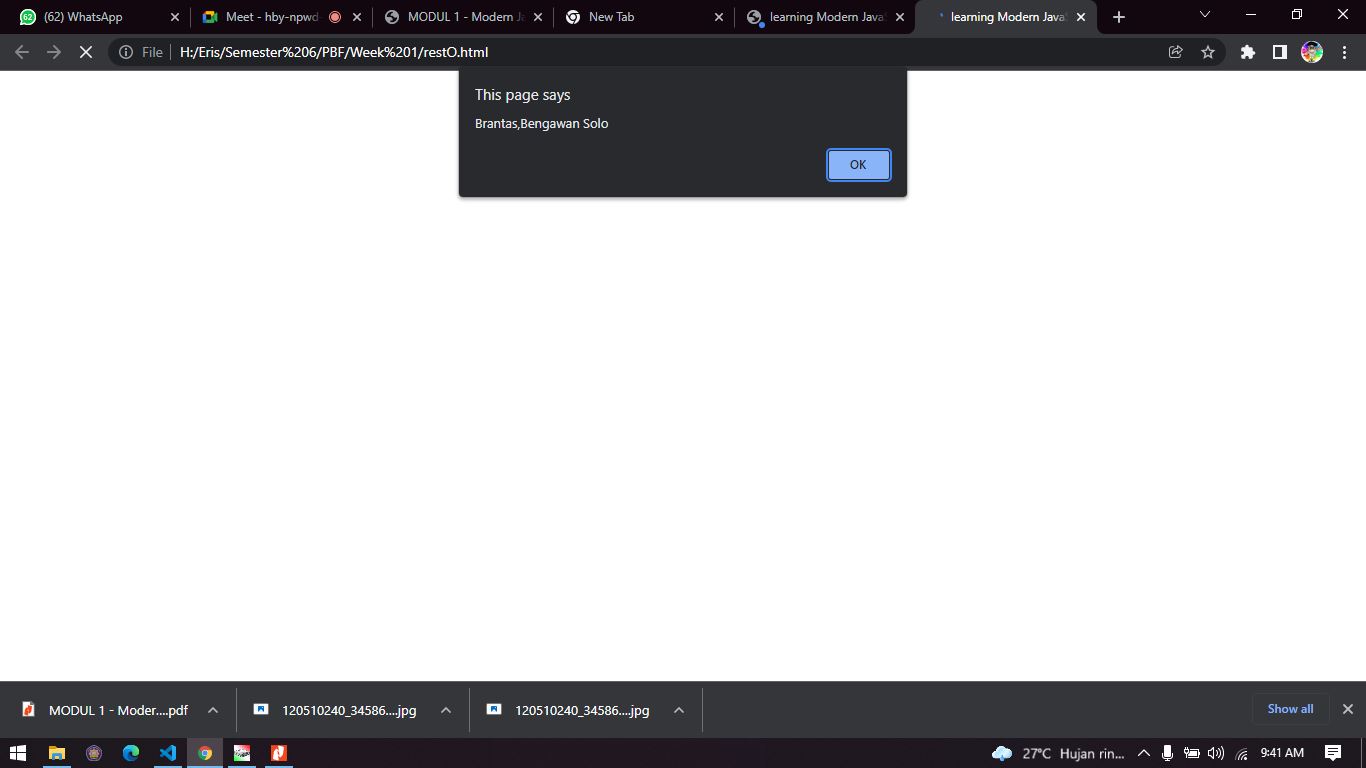 (62) WhatsApp
Meet - hby-npwd
MODUL 1 - Modern Ja
New Tab
learning Modern JavaS
learning Modern JavaS
File
H:/Eris/Semester%206/PBF/Week%201/restO.html
This page says
Brantas,Bengawan Solo
OK
MODUL 1 - Moder....pdf
120510240_34586....jpg
120510240_34586....jpg
Show all
27°C Hujan rin...
9:41 AM